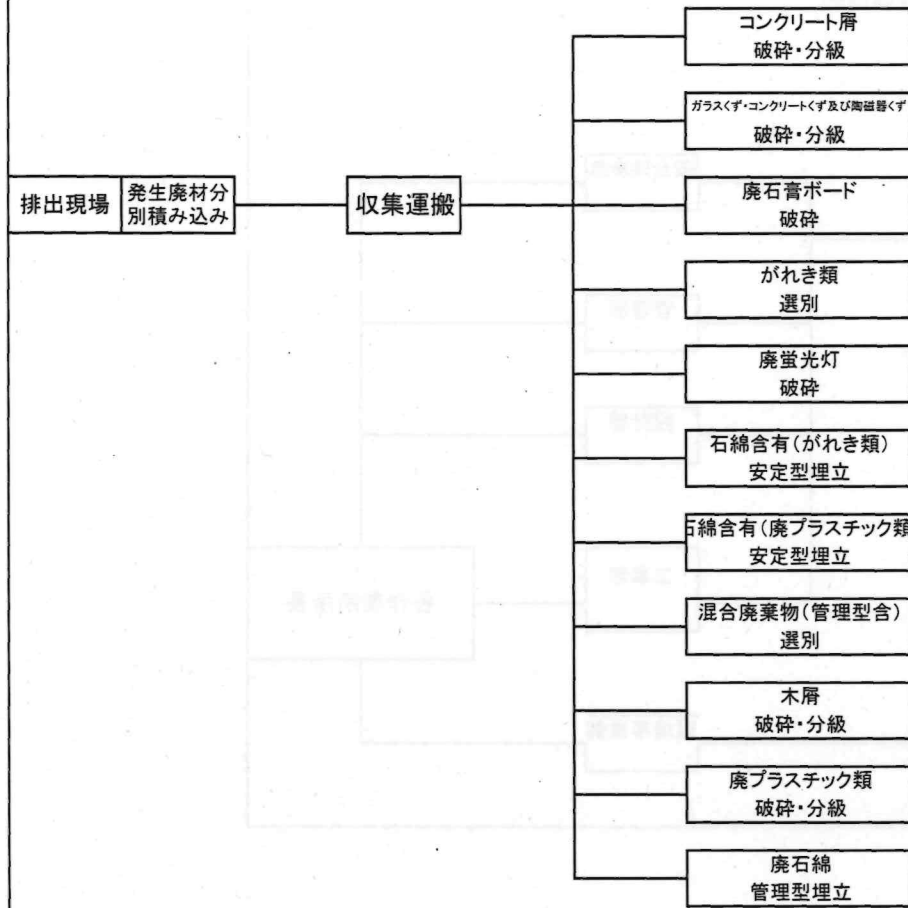 コンクリート屑
破砕・分級
ガラスくず・コンクリートくず及び陶磁器くず
破砕・分級
排出現場
発生廃材分
別積み込み
収集運搬
廃石膏ボード
破砕
がれき類
選別
廃蛍光灯
破砕
石綿含有(がれき類)
安定型埋立
石綿含有(廃プラスチック類
安定型埋立
混合廃棄物(管理型含)
選別
木屑
破砕・分級
廃プラスチック類
破砕・分級
廃石綿
管理型埋立